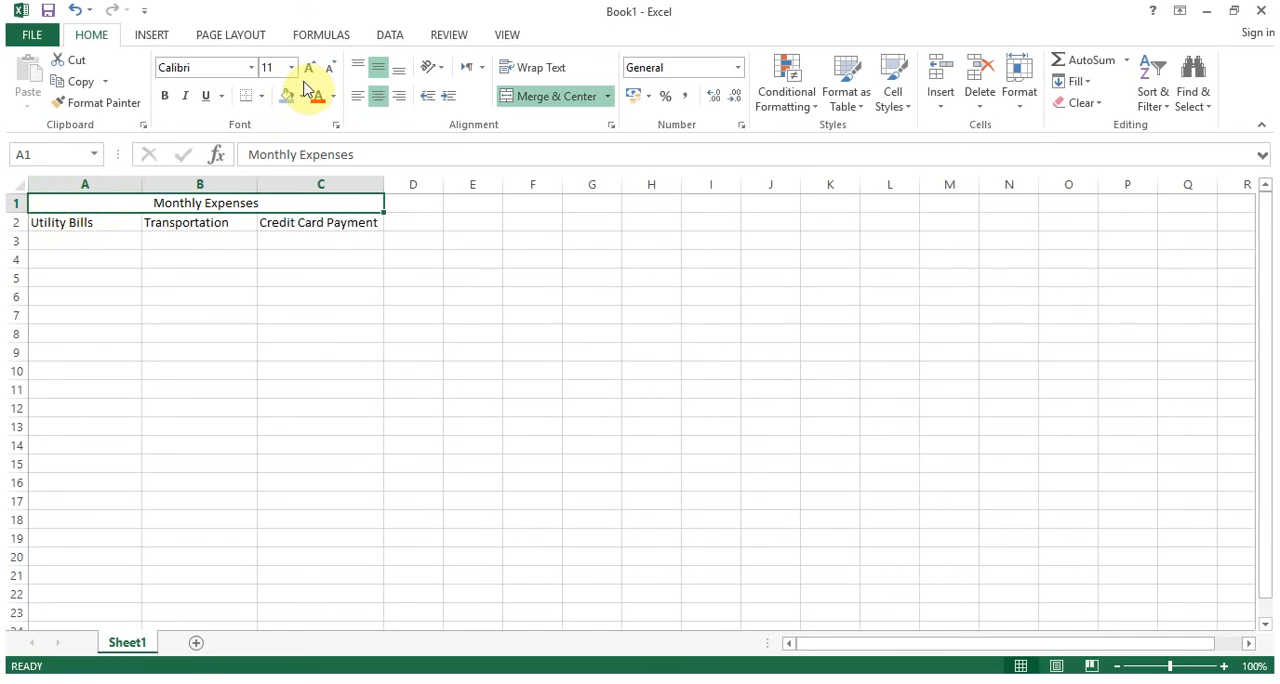 Book1 - Excel
Sign in
FILE HOME INSERT PAGE LAYOUT FORMULAS DATA REVIEW VIEW
Paste
Cut
Copy
Format Painter
Clipboard
Calibri 11
A A
B I U A
Font
Wrap Text
Merge & Center
Alignment
General
% , .00 .00
Number
Conditional Formatting
Format as Table
Cell Styles
Styles
Insert Delete Format
Cells
AutoSum
Fill
Clear
Sort & Filter
Find & Select
Editing
A1 fx Monthly Expenses
A B C D E F G H I J K L M N O P Q R
1 Monthly Expenses
2 Utility Bills Transportation Credit Card Payment
3
4
5
6
7
8
9
10
11
12
13
14
15
16
17
18
19
20
21
22
23
Sheet1
READY 100%